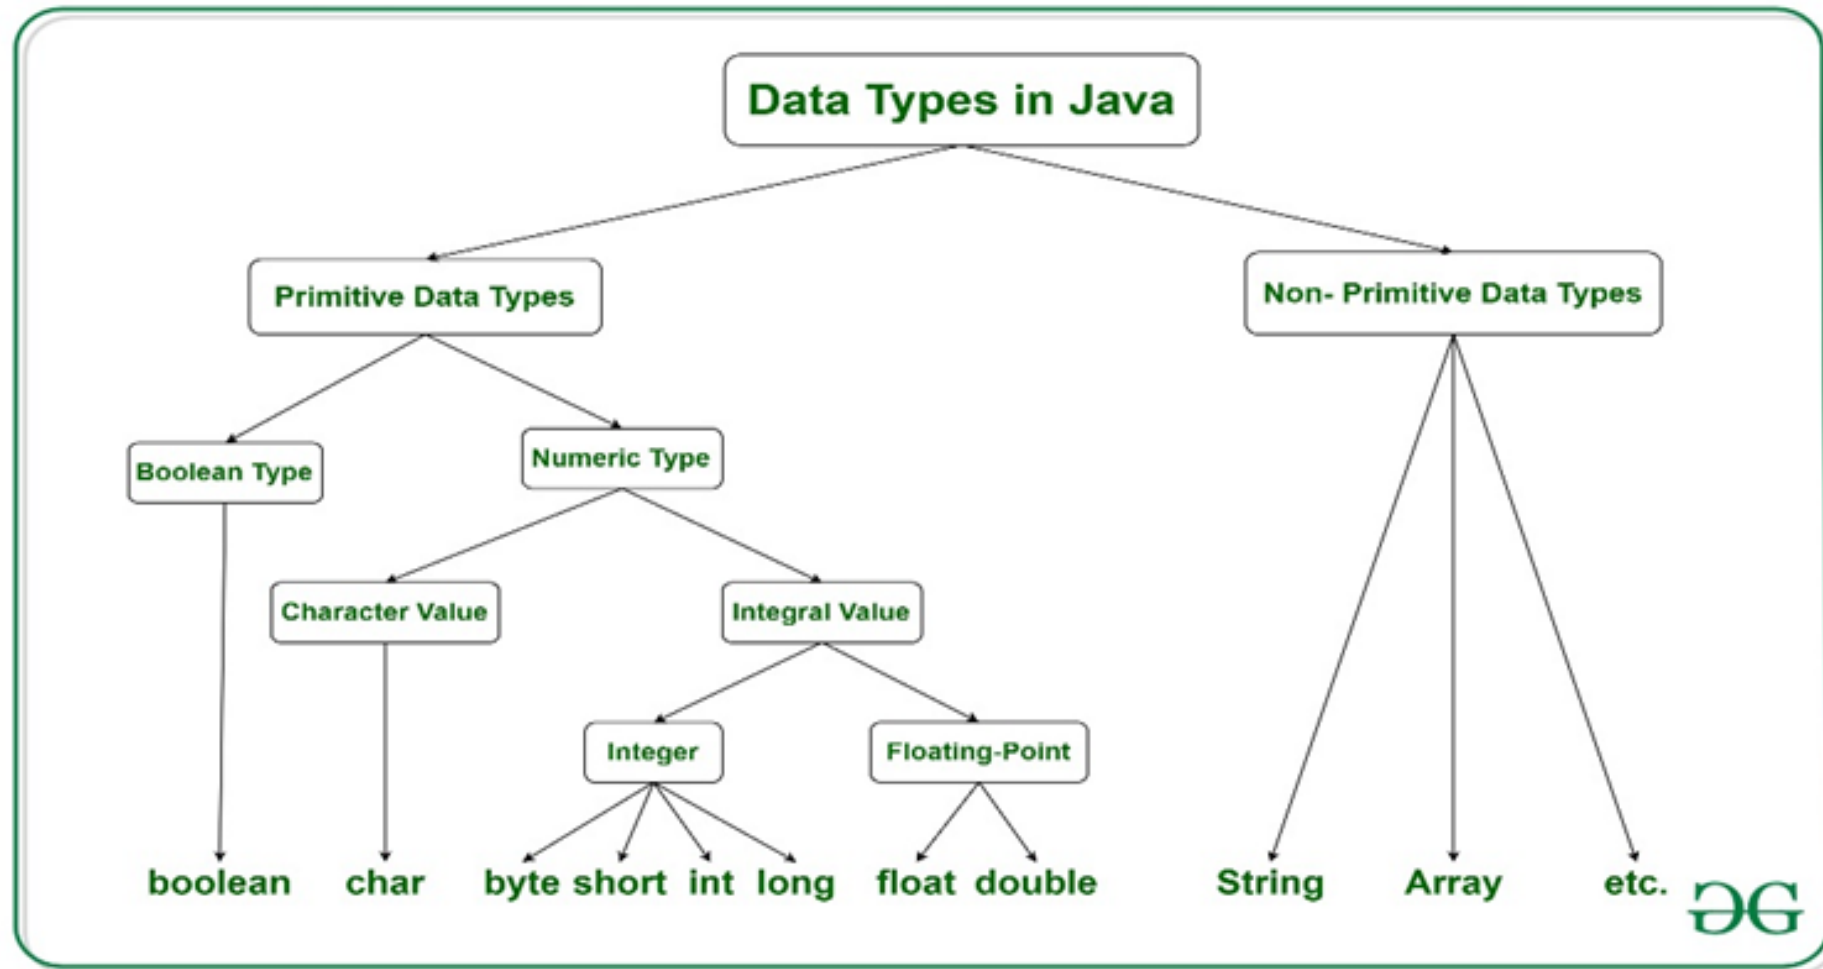 Data Types in Java
Primitive Data Types
Non- Primitive Data Types
Boolean Type
Numeric Type
Character Value
Integral Value
Integer
Floating-Point
boolean char byte short int long float double String Array etc.